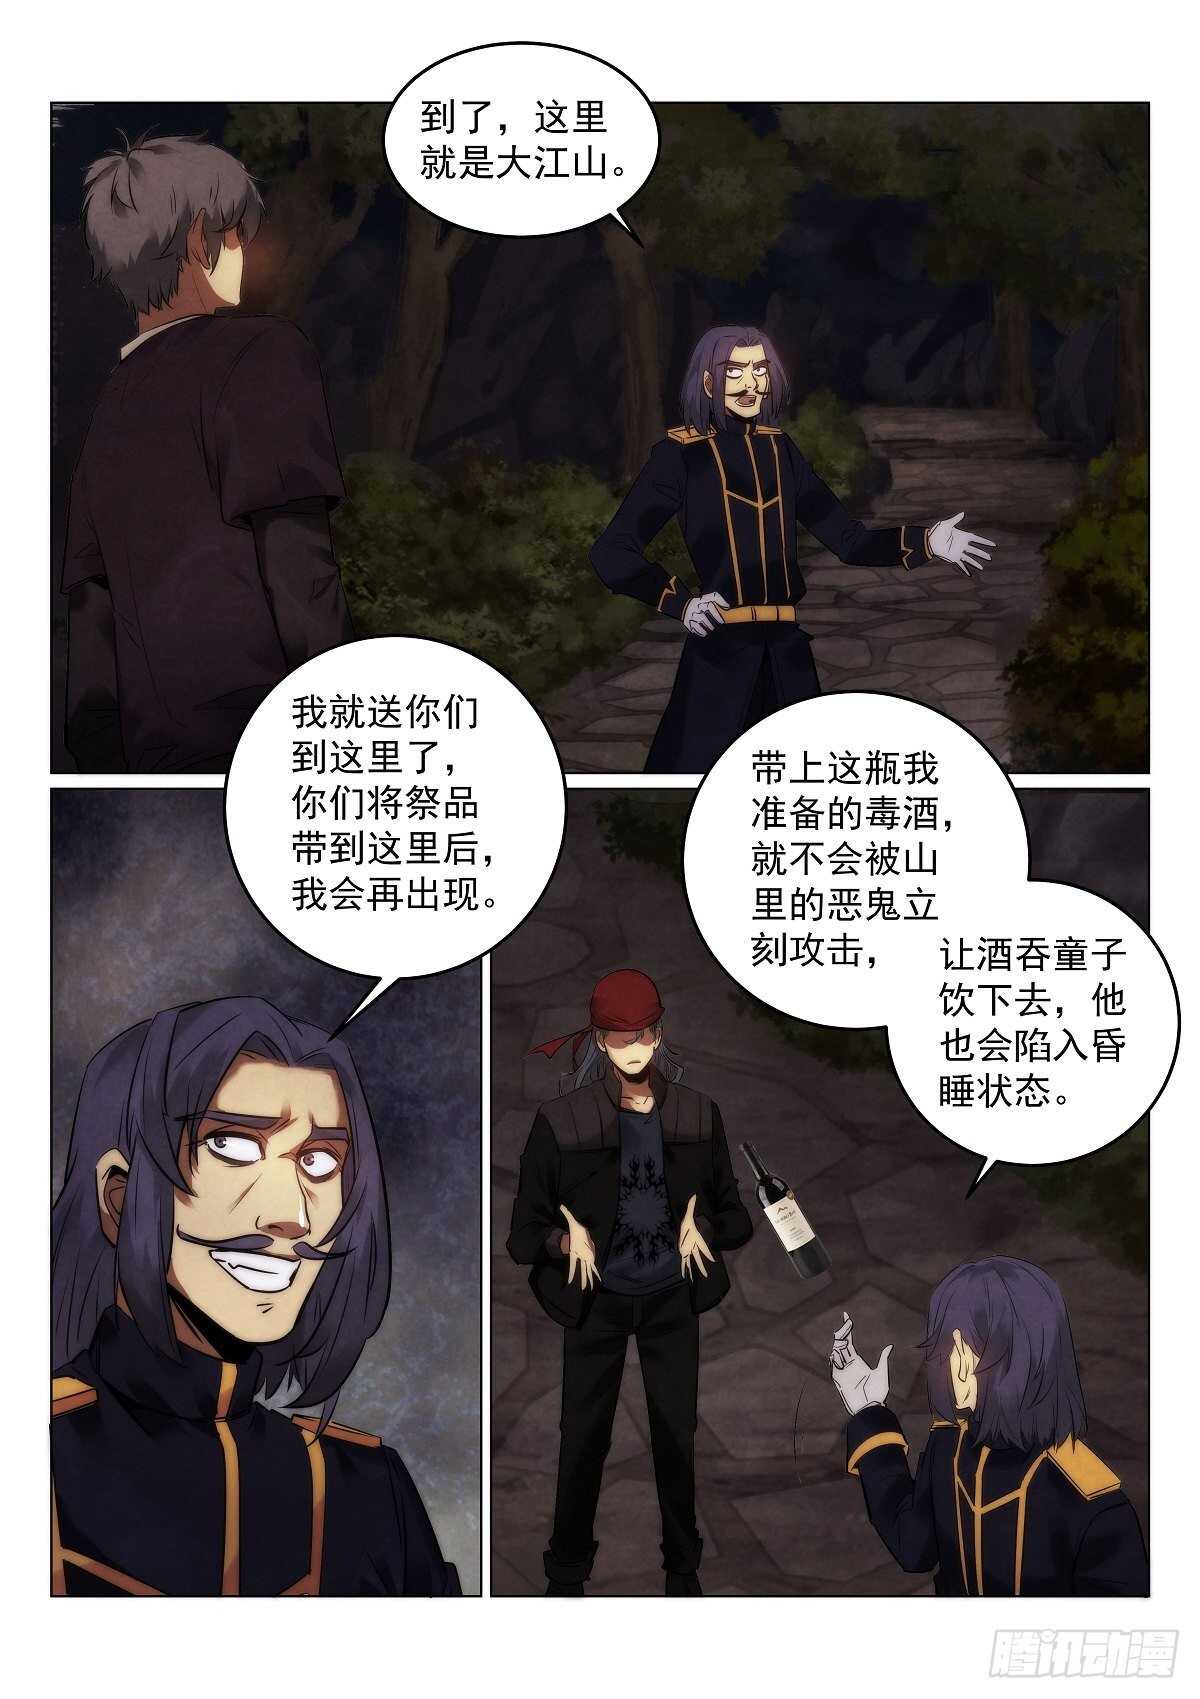 到了，这里
就是大江山。
我就送你们
到这里了，
你们将祭品
带到这里后，
我会再出现。
带上这瓶我
准备的毒酒，
就不会被山
里的恶鬼立
刻攻击，
让酒吞童子
饮下去，他
也会陷入昏
睡状态。
腾讯动漫